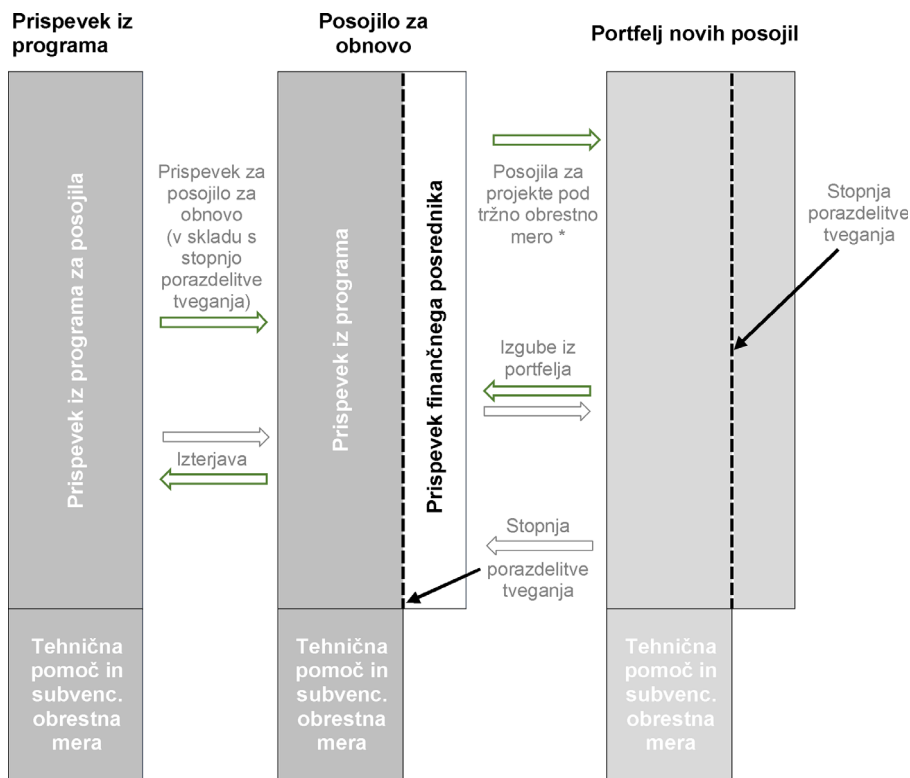 Prispevek iz
programa
Posojilo za
obnovo
Portfelj novih posojil
Prispevek iz programa za posojila
Prispevek za
posojilo za
obnovo
(v skladu s
stopnjo
porazdelitve
tveganja)
Izterjava
Prispevek iz programa
Prispevek finančnega posrednika
Posojila za
projekte pod
tržno obrestno
mero *
Izgube iz
portfelja
Stopnja
porazdelitve
tveganja
Stopnja
porazdelitve
tveganja
Tehnična
pomoč in
subvenc.
obrestna
mera
Tehnična
pomoč in
subvenc.
obrestna
mera
Tehnična
pomoč in
subvenc.
obrestna
mera